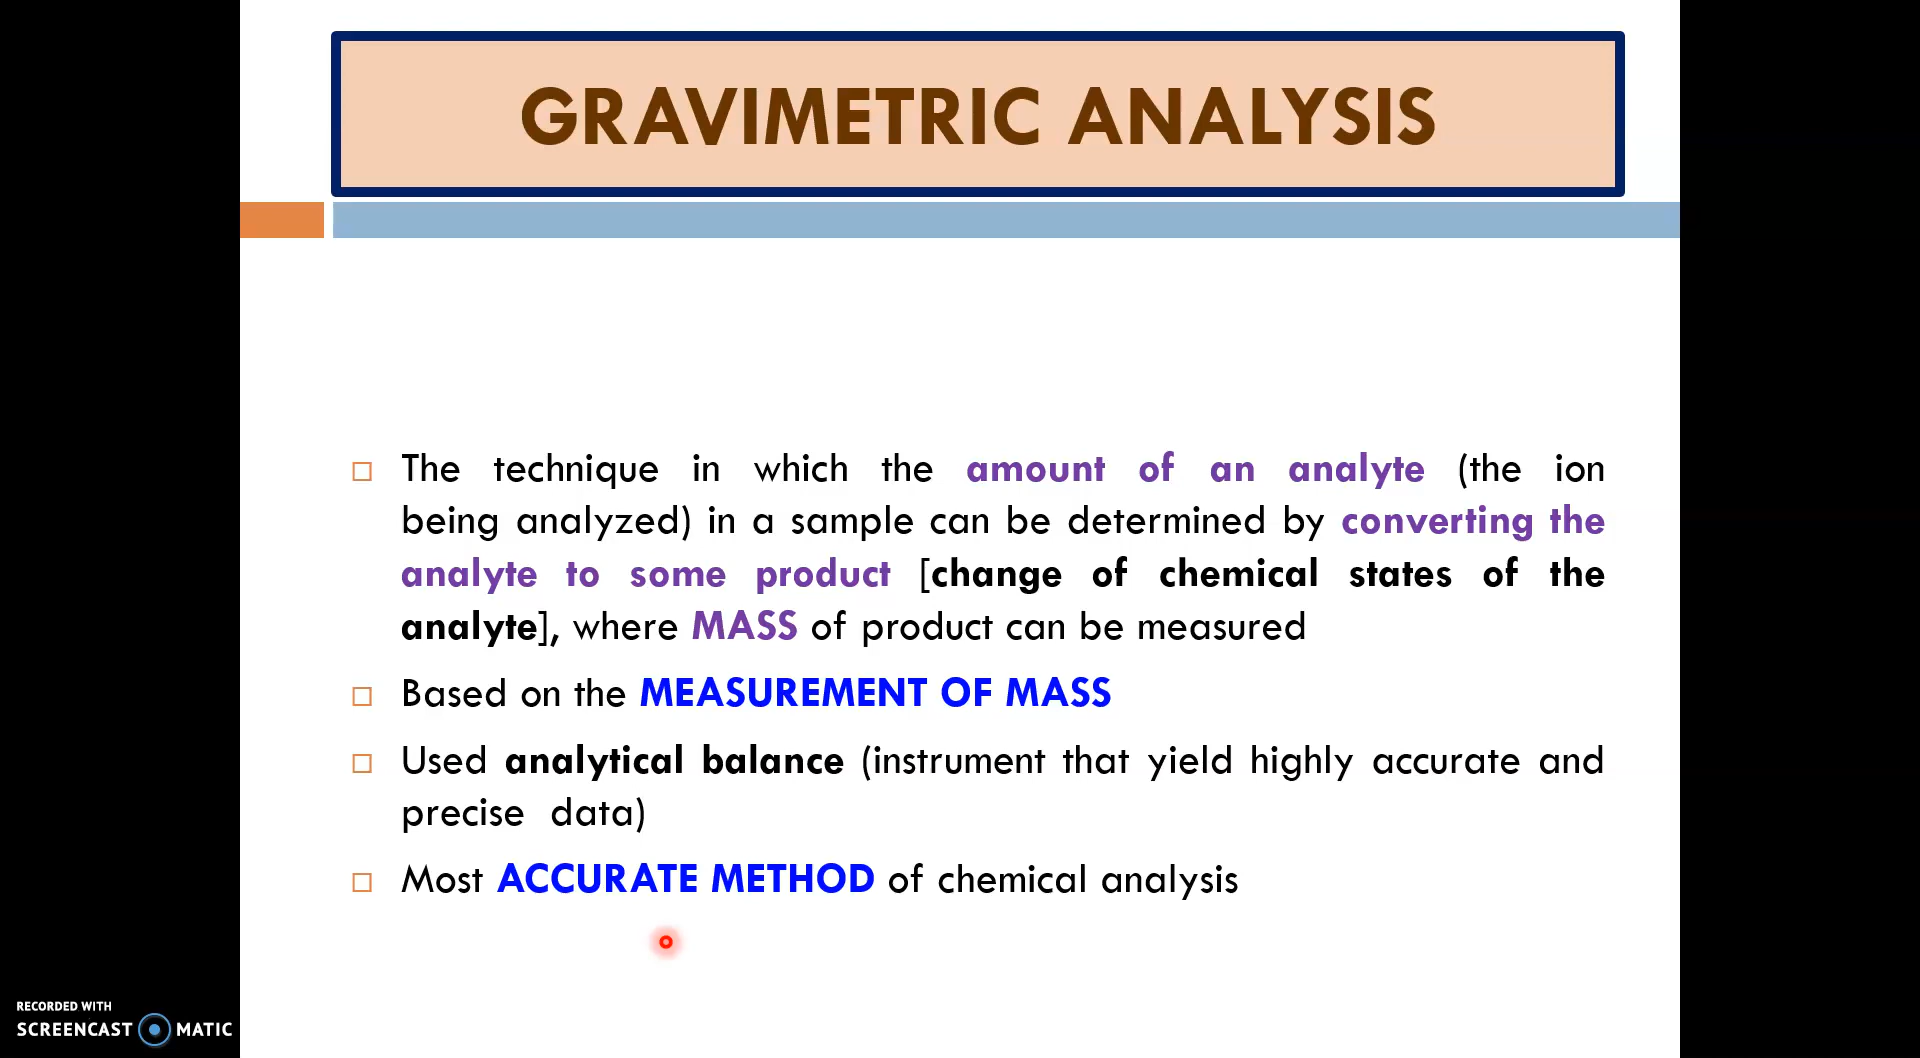 GRAVIMETRIC ANALYSIS
The technique in which the amount of an analyte (the ion
being analyzed) in a sample can be determined by converting the
analyte to some product [change of chemical states of the
analyte], where MASS of product can be measured
Based on the MEASUREMENT OF MASS
Used analytical balance (instrument that yield highly accurate and
precise data)
Most ACCURATE METHOD of chemical analysis
RECORDED WITH
SCREENCAST MATIC